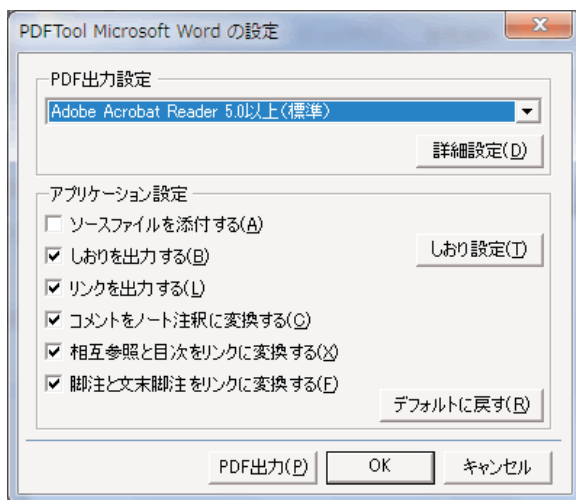 PDFTool Microsoft Word の設定
PDF出力設定
Adobe Acrobat Reader 5.0以上(標準)
詳細設定(D)
アプリケーション設定
ソースファイルを添付する(A)
しおりを出力する(B)
しおり設定(T)
リンクを出力する(L)
コメントをノート注釈に変換する(C)
相互参照と目次をリンクに変換する(X)
脚注と文末脚注をリンクに変換する(F)
デフォルトに戻す(R)
PDF出力(P) OK キャンセル